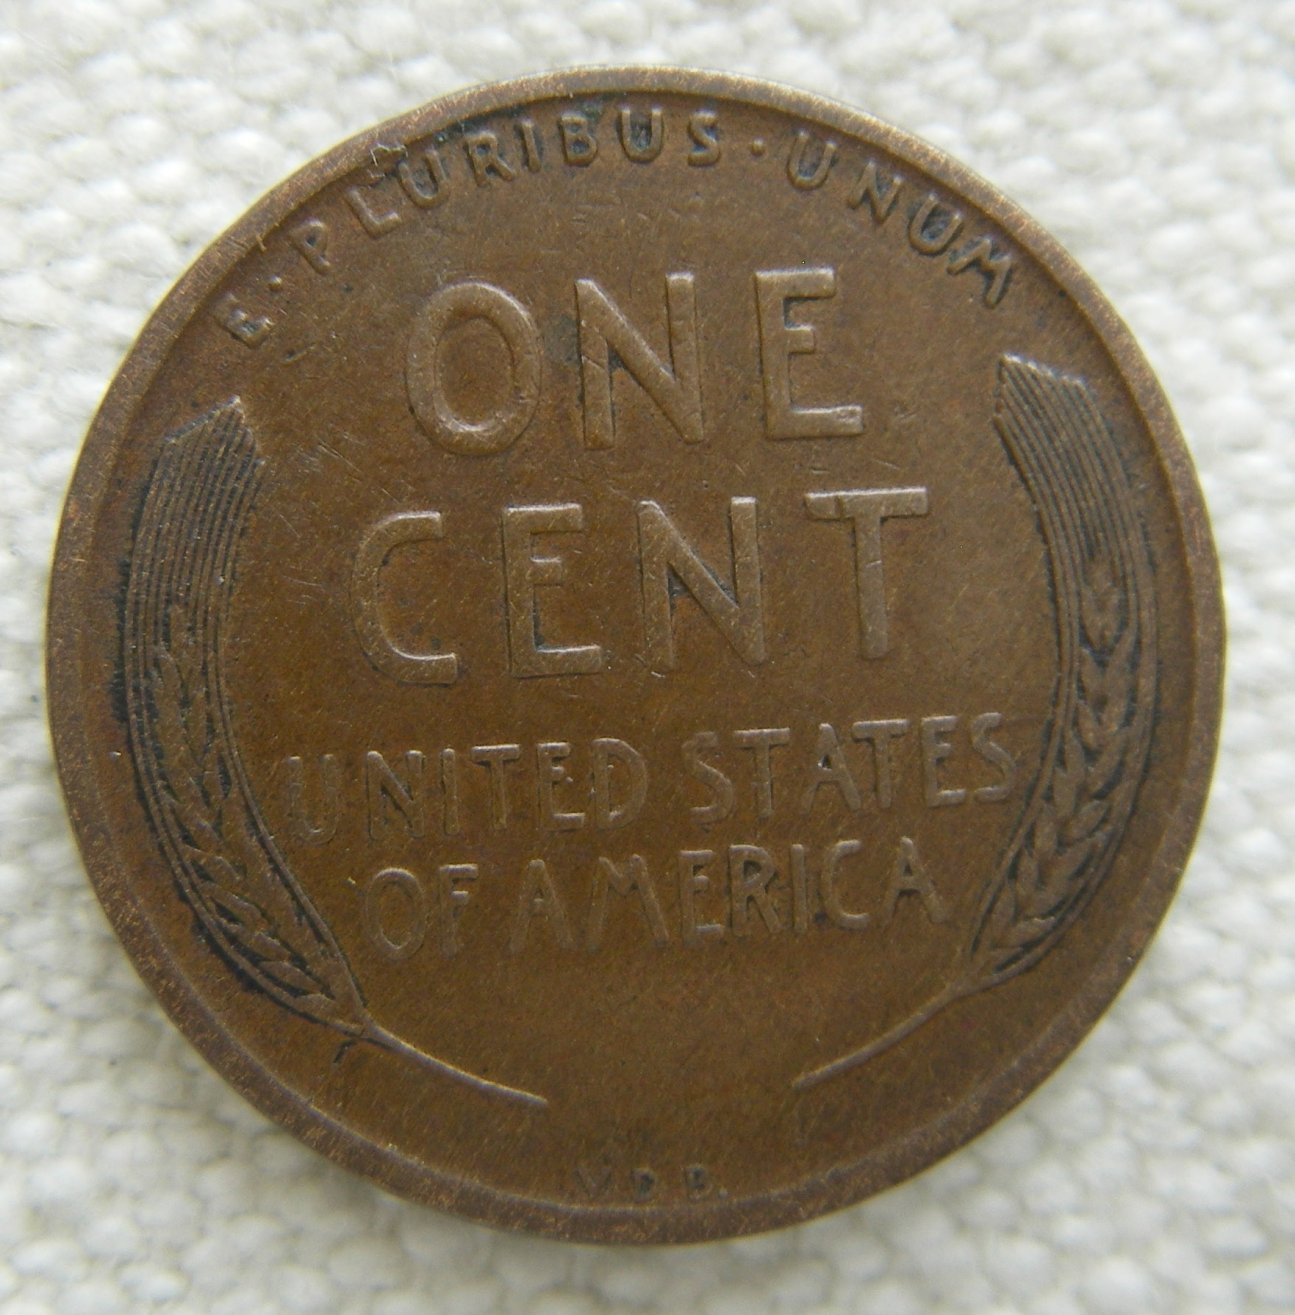 E · PLURIBUS · UNUM
ONE
CENT
UNITED STATES
OF AMERICA
V.D.B.